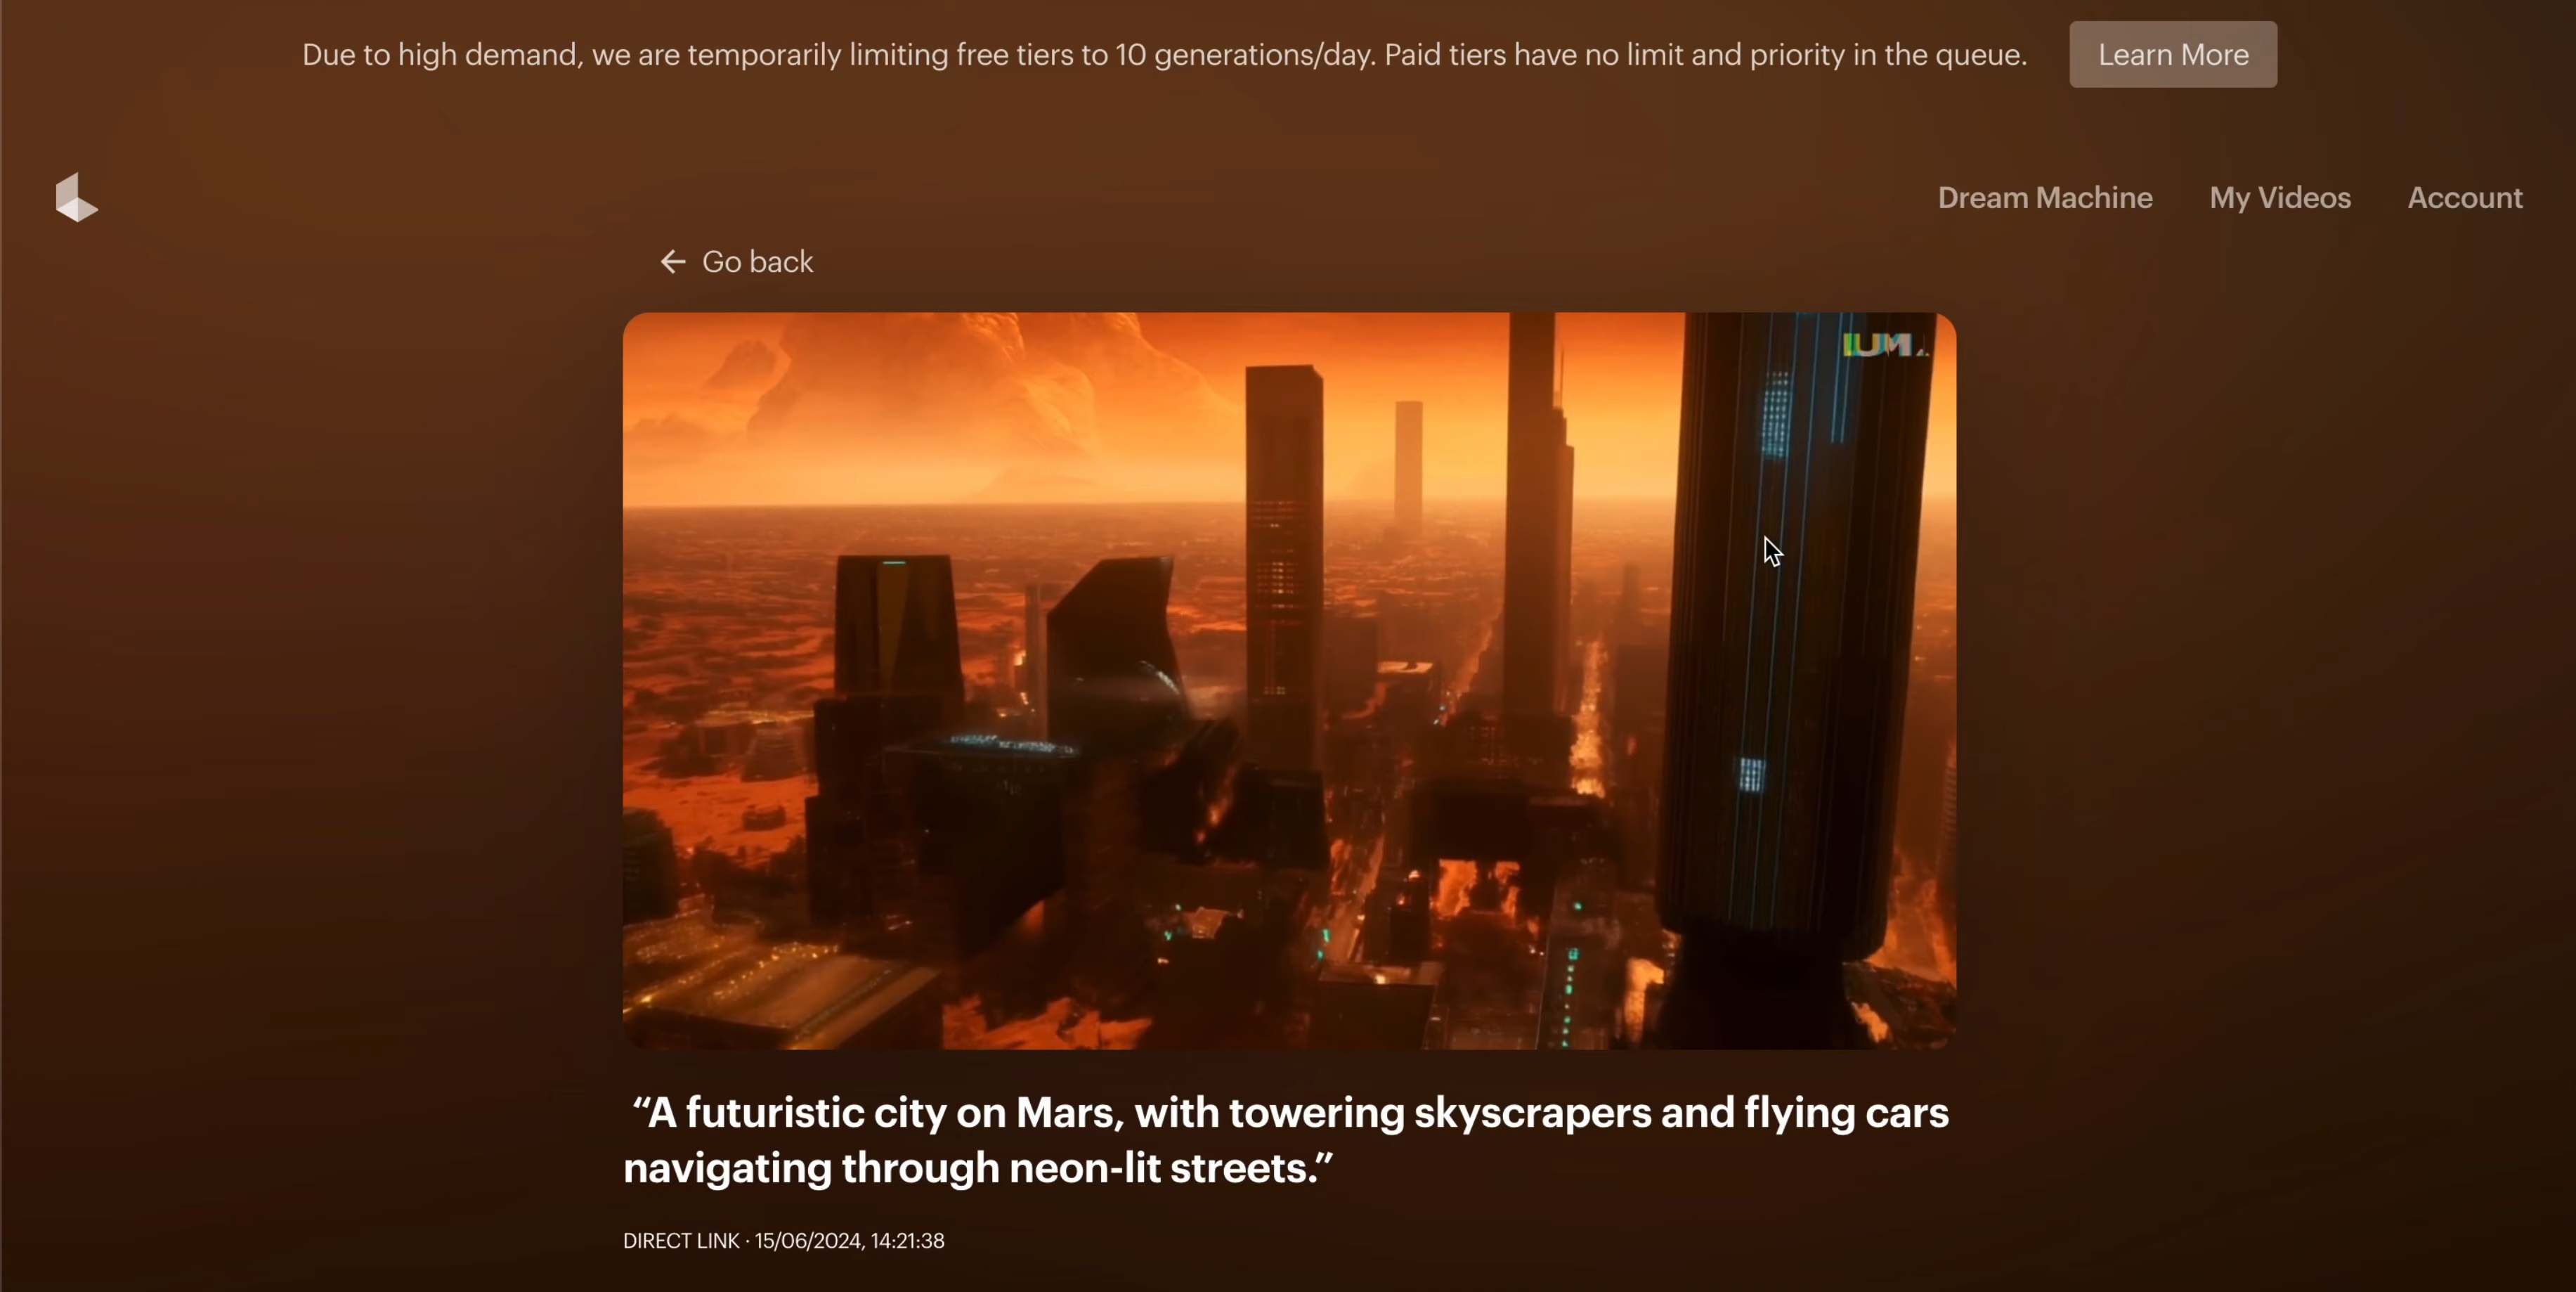 Due to high demand, we are temporarily limiting free tiers to 10 generations/day. Paid tiers have no limit and priority in the queue.
Learn More
Dream Machine
My Videos
Account
Go back
“A futuristic city on Mars, with towering skyscrapers and flying cars
navigating through neon-lit streets.”
DIRECT LINK · 15/06/2024, 14:21:38